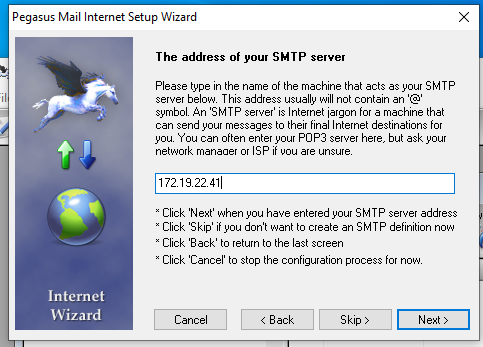 Pegasus Mail Internet Setup Wizard
The address of your SMTP server
Please type in the name of the machine that acts as your SMTP
server below. This address usually will not contain an '@'
symbol. An 'SMTP server' is Internet jargon for a machine that
can send your messages to their final Internet destinations for
you. You can often enter your POP3 server here, but ask your
network manager or ISP if you are unsure.
172.19.22.41
* Click 'Next' when you have entered your SMTP server address
* Click 'Skip' if you don't want to create an SMTP definition now
* Click 'Back' to return to the last screen
* Click 'Cancel' to stop the configuration process for now.
Internet
Wizard
Cancel
< Back
Skip >
Next >